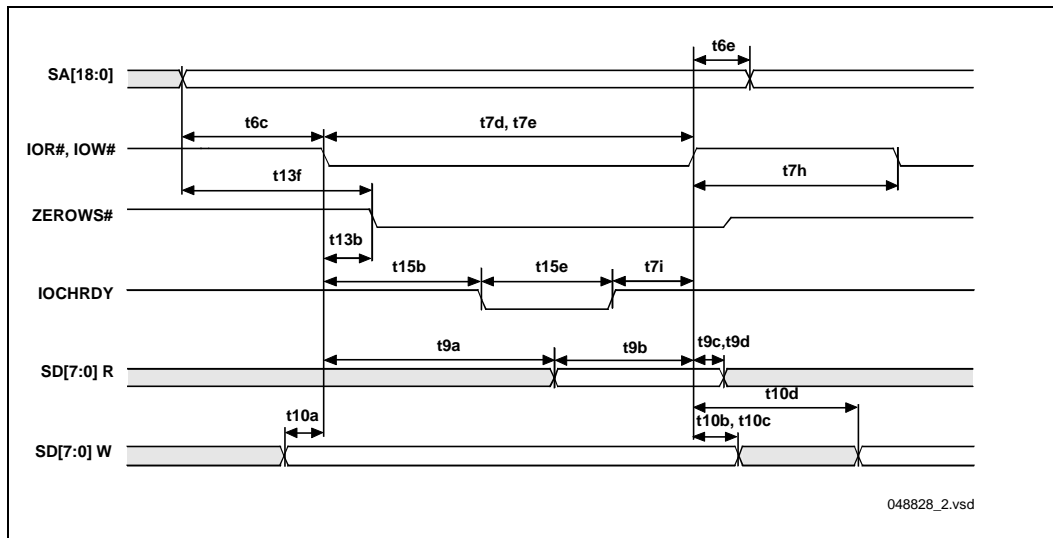 t6e
SA[18:0]
t6c
t7d, t7e
IOR#, IOW#
t13f
t7h
ZEROWS#
t13b
t15b
t15e
t7i
IOCHRDY
t9a
t9b
t9c,t9d
SD[7:0] R
t10d
t10a
t10b, t10c
SD[7:0] W
048828_2.vsd